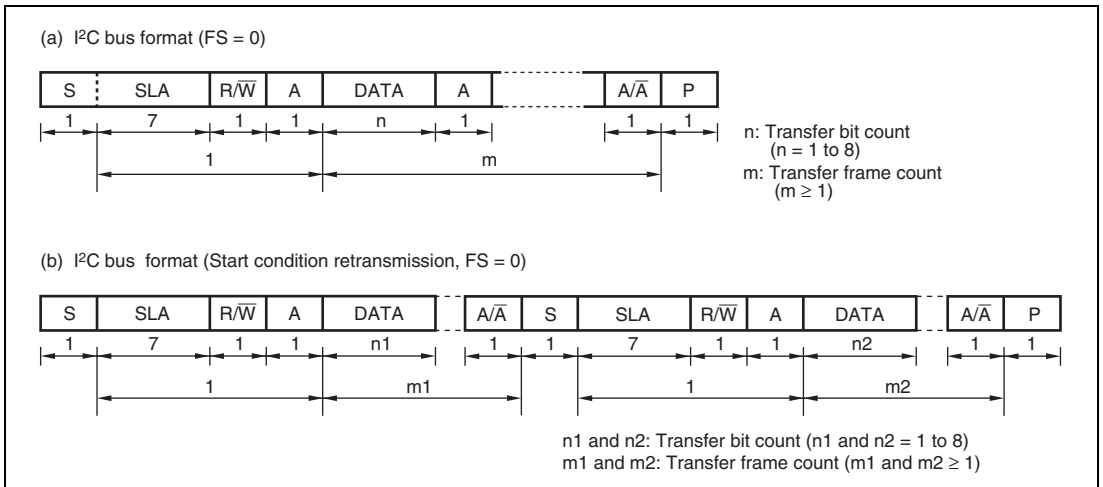 (a) I²C bus format (FS = 0)
S SLA R/W̅ A DATA A A/A̅ P
1 7 1 1 n 1 1 1
1 m
n: Transfer bit count
(n = 1 to 8)
m: Transfer frame count
(m ≥ 1)
(b) I²C bus format (Start condition retransmission, FS = 0)
S SLA R/W̅ A DATA A/A̅ S SLA R/W̅ A DATA A/A̅ P
1 7 1 1 n1 1 1 7 1 1 n2 1 1
1 m1 1 m2
n1 and n2: Transfer bit count (n1 and n2 = 1 to 8)
m1 and m2: Transfer frame count (m1 and m2 ≥ 1)